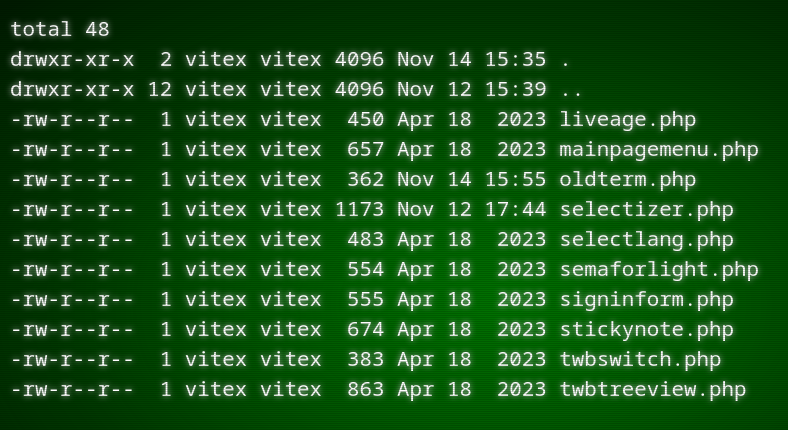 total 48
drwxr-xr-x  2 vitex vitex 4096 Nov 14 15:35 .
drwxr-xr-x 12 vitex vitex 4096 Nov 12 15:39 ..
-rw-r--r--  1 vitex vitex  450 Apr 18  2023 liveage.php
-rw-r--r--  1 vitex vitex  657 Apr 18  2023 mainpagemenu.php
-rw-r--r--  1 vitex vitex  362 Nov 14 15:55 oldterm.php
-rw-r--r--  1 vitex vitex 1173 Nov 12 17:44 selectizer.php
-rw-r--r--  1 vitex vitex  483 Apr 18  2023 selectlang.php
-rw-r--r--  1 vitex vitex  554 Apr 18  2023 semaforlight.php
-rw-r--r--  1 vitex vitex  555 Apr 18  2023 signinform.php
-rw-r--r--  1 vitex vitex  674 Apr 18  2023 stickynote.php
-rw-r--r--  1 vitex vitex  383 Apr 18  2023 twbswitch.php
-rw-r--r--  1 vitex vitex  863 Apr 18  2023 twbtreeview.php